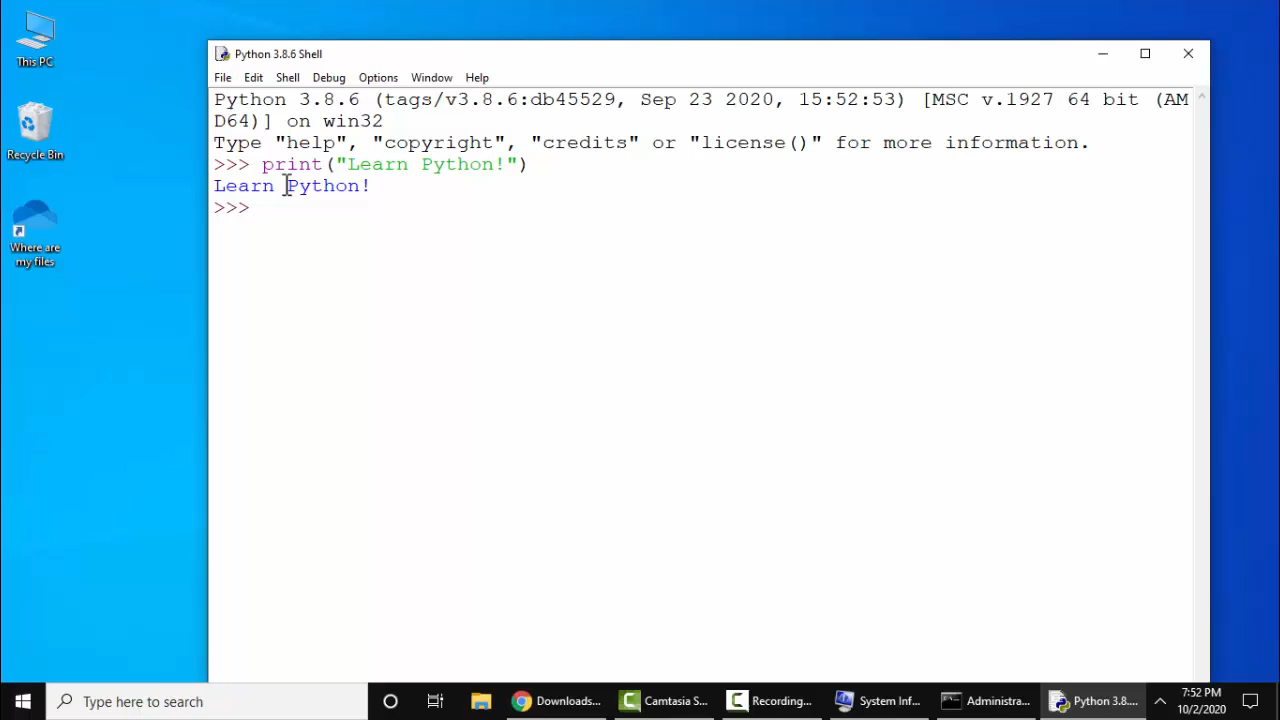 This PC
Recycle Bin
Where are
my files
Python 3.8.6 Shell
File Edit Shell Debug Options Window Help
Python 3.8.6 (tags/v3.8.6:db45529, Sep 23 2020, 15:52:53) [MSC v.1927 64 bit (AM
D64)] on win32
Type "help", "copyright", "credits" or "license()" for more information.
>>> print("Learn Python!")
Learn Python!
>>>
Type here to search
Downloads...
Camtasia S...
Recording...
System Inf...
Administra...
Python 3.8....
7:52 PM
10/2/2020